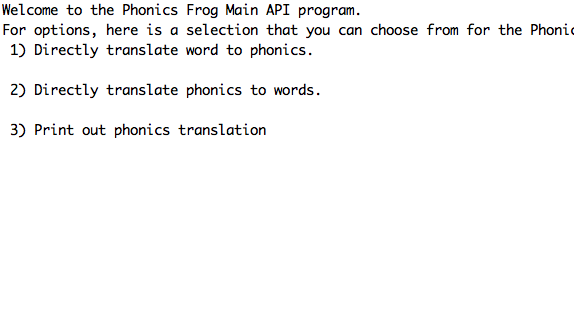 Welcome to the Phonics Frog Main API program.
For options, here is a selection that you can choose from for the
1) Directly translate word to phonics.
2) Directly translate phonics to words.
3) Print out phonics translation